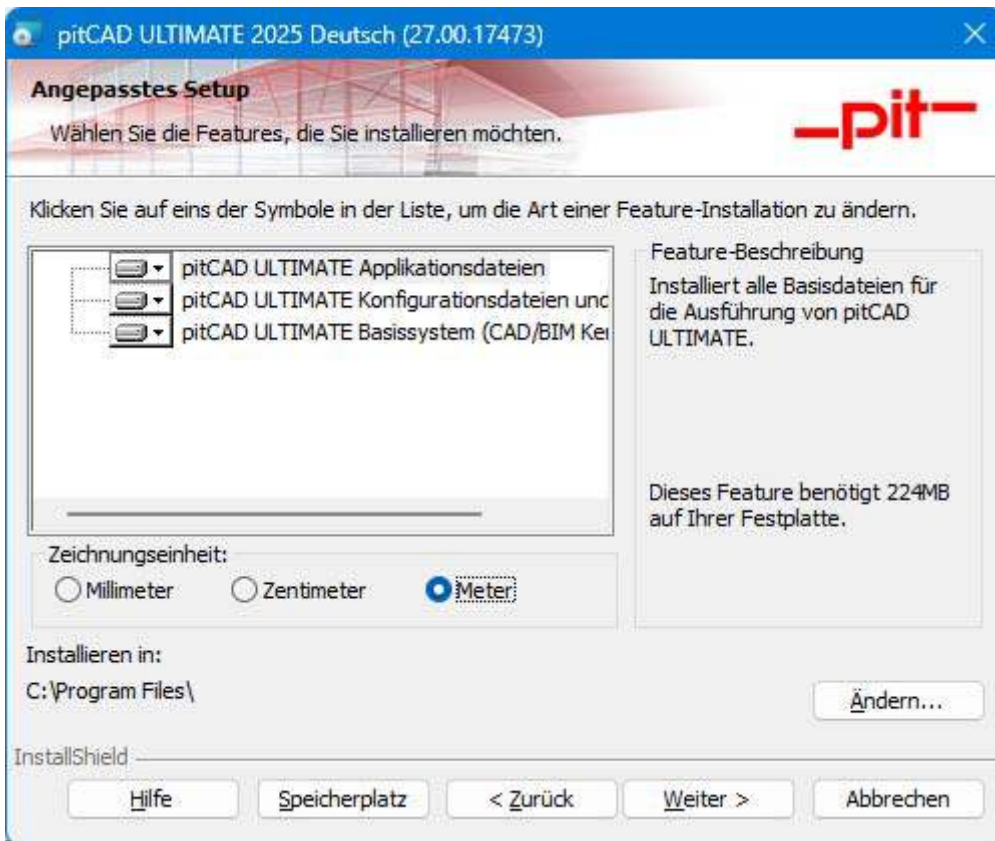 pitCAD ULTIMATE 2025 Deutsch (27.00.17473)
Angepasstes Setup
Wählen Sie die Features, die Sie installieren möchten.
pit
Klicken Sie auf eins der Symbole in der Liste, um die Art einer Feature-Installation zu ändern.
pitCAD ULTIMATE Applikationsdateien
pitCAD ULTIMATE Konfigurationsdateien und
pitCAD ULTIMATE Basissystem (CAD/BIM Ke
Feature-Beschreibung
Installiert alle Basisdateien für
die Ausführung von pitCAD
ULTIMATE.
Dieses Feature benötigt 224MB
auf Ihrer Festplatte.
Zeichnungseinheit:
Millimeter Zentimeter Meter
Installieren in:
C:\Program Files\
Ändern...
InstallShield
Hilfe Speicherplatz < Zurück Weiter > Abbrechen